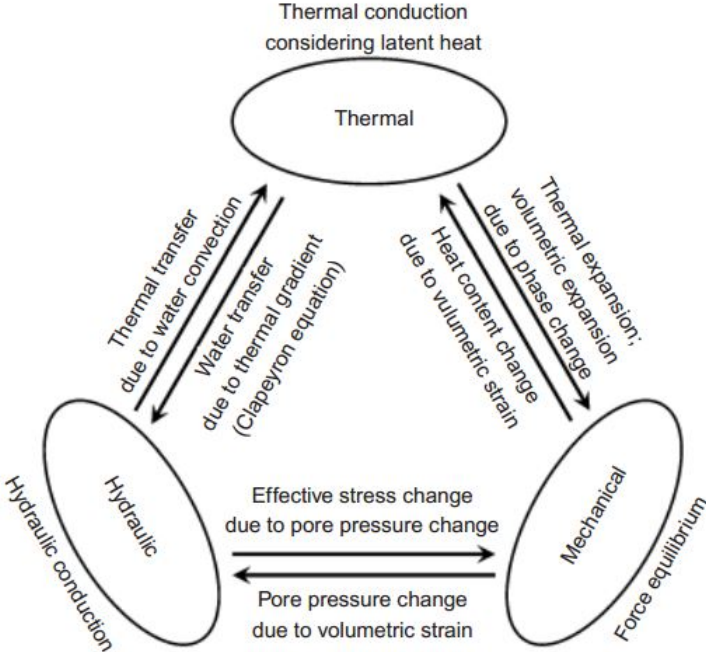 Thermal conduction
considering latent heat
Thermal
Thermal transfer
due to water convection
Water transfer
due to thermal gradient
(Clapeyron equation)
Thermal expansion;
volumetric expansion
due to phase change
Heat content change
due to vulumetric strain
Hydraulic
Hydraulic conduction
Effective stress change
due to pore pressure change
Pore pressure change
due to volumetric strain
Mechanical
Force equilibrium